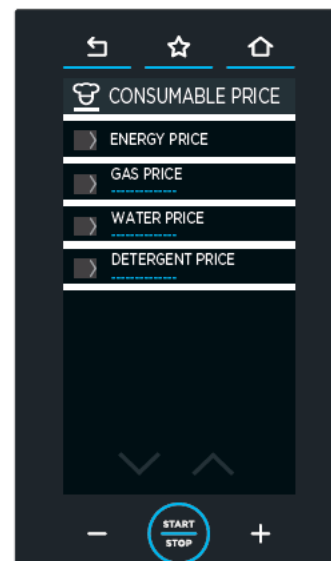 CONSUMABLE PRICE
ENERGY PRICE
GAS PRICE
-------------
WATER PRICE
-------------
DETERGENT PRICE
-------------
START
STOP